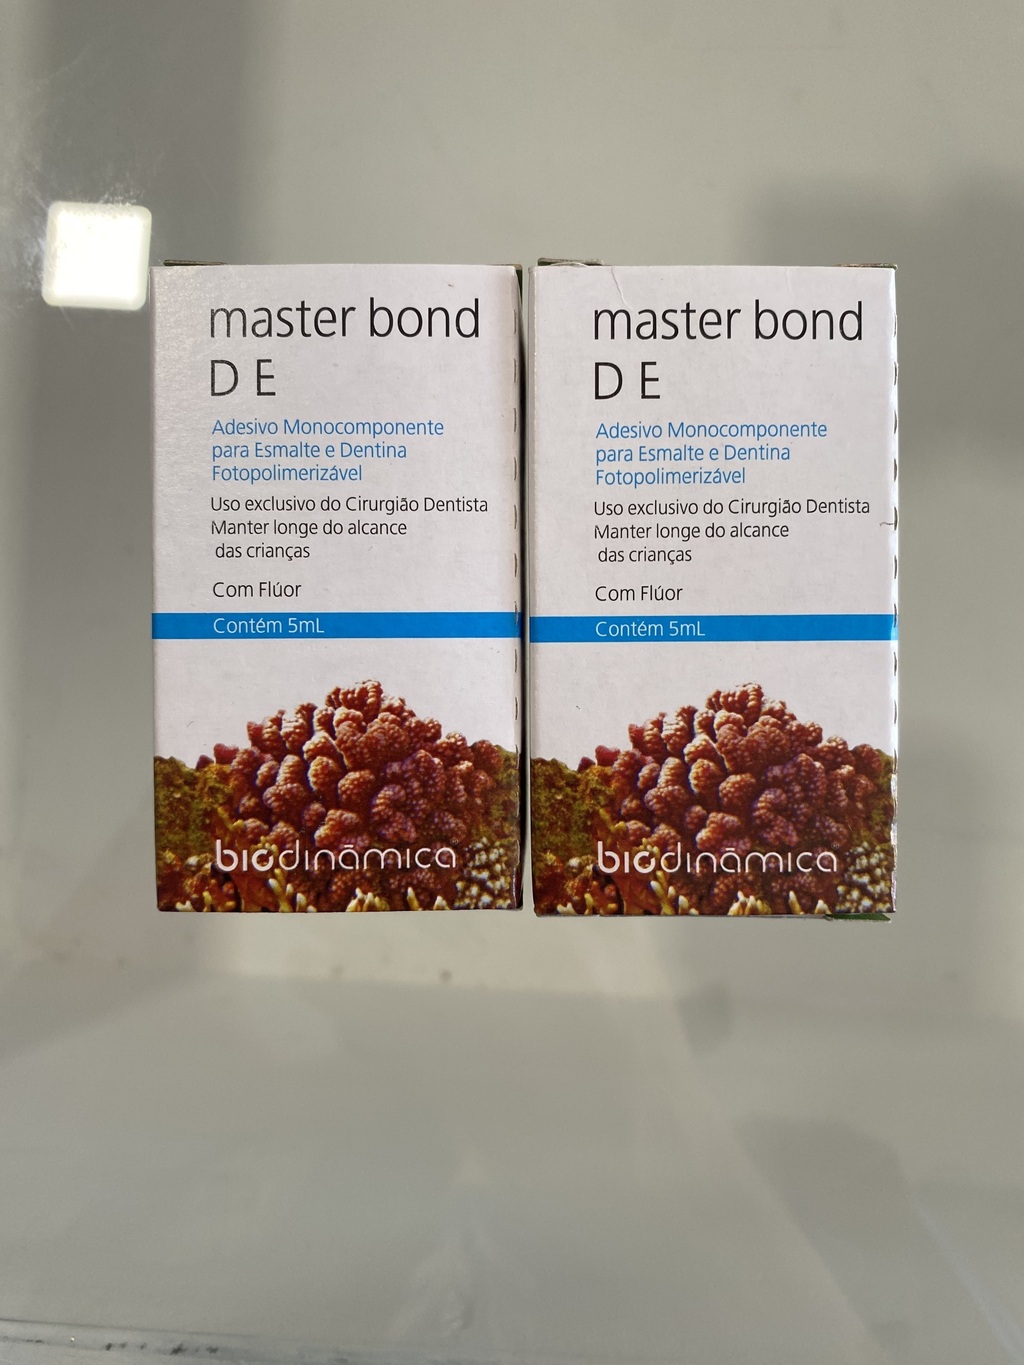 master bond
D E
Adesivo Monocomponente
para Esmalte e Dentina
Fotopolimerizável
Uso exclusivo do Cirurgião Dentista
Manter longe do alcance
das crianças
Com Flúor
Contém 5mL
biodinâmica
master bond
D E
Adesivo Monocomponente
para Esmalte e Dentina
Fotopolimerizável
Uso exclusivo do Cirurgião Dentista
Manter longe do alcance
das crianças
Com Flúor
Contém 5mL
biodinâmica